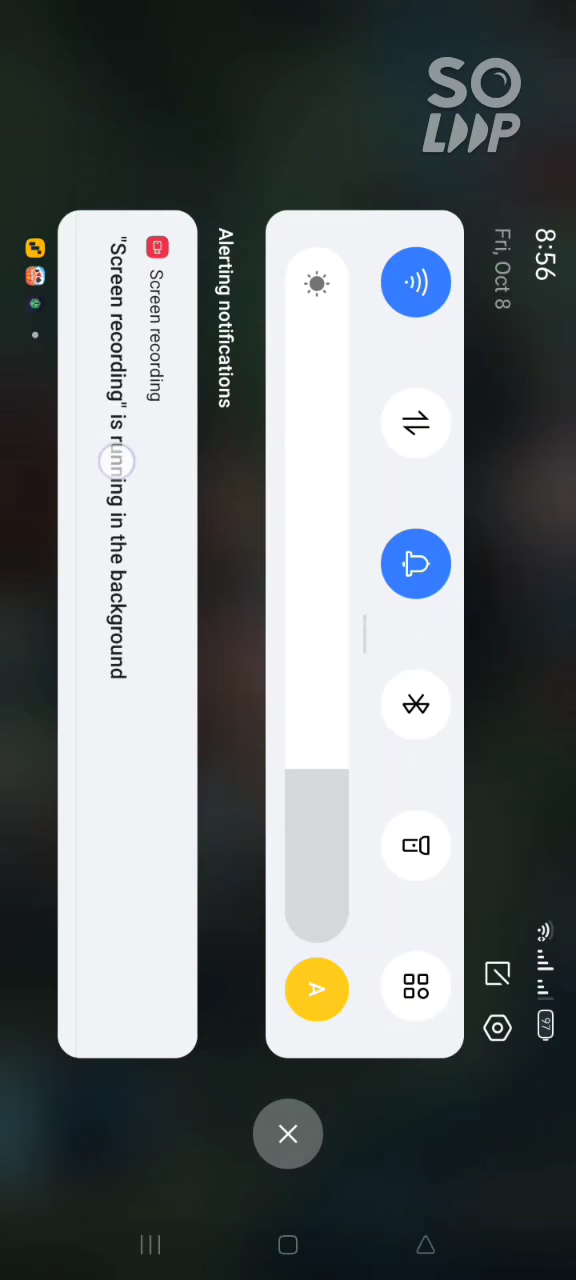 SO
LOOP
8:56
97
Fri, Oct 8
A
Alerting notifications
Screen recording
"Screen recording" is running in the background